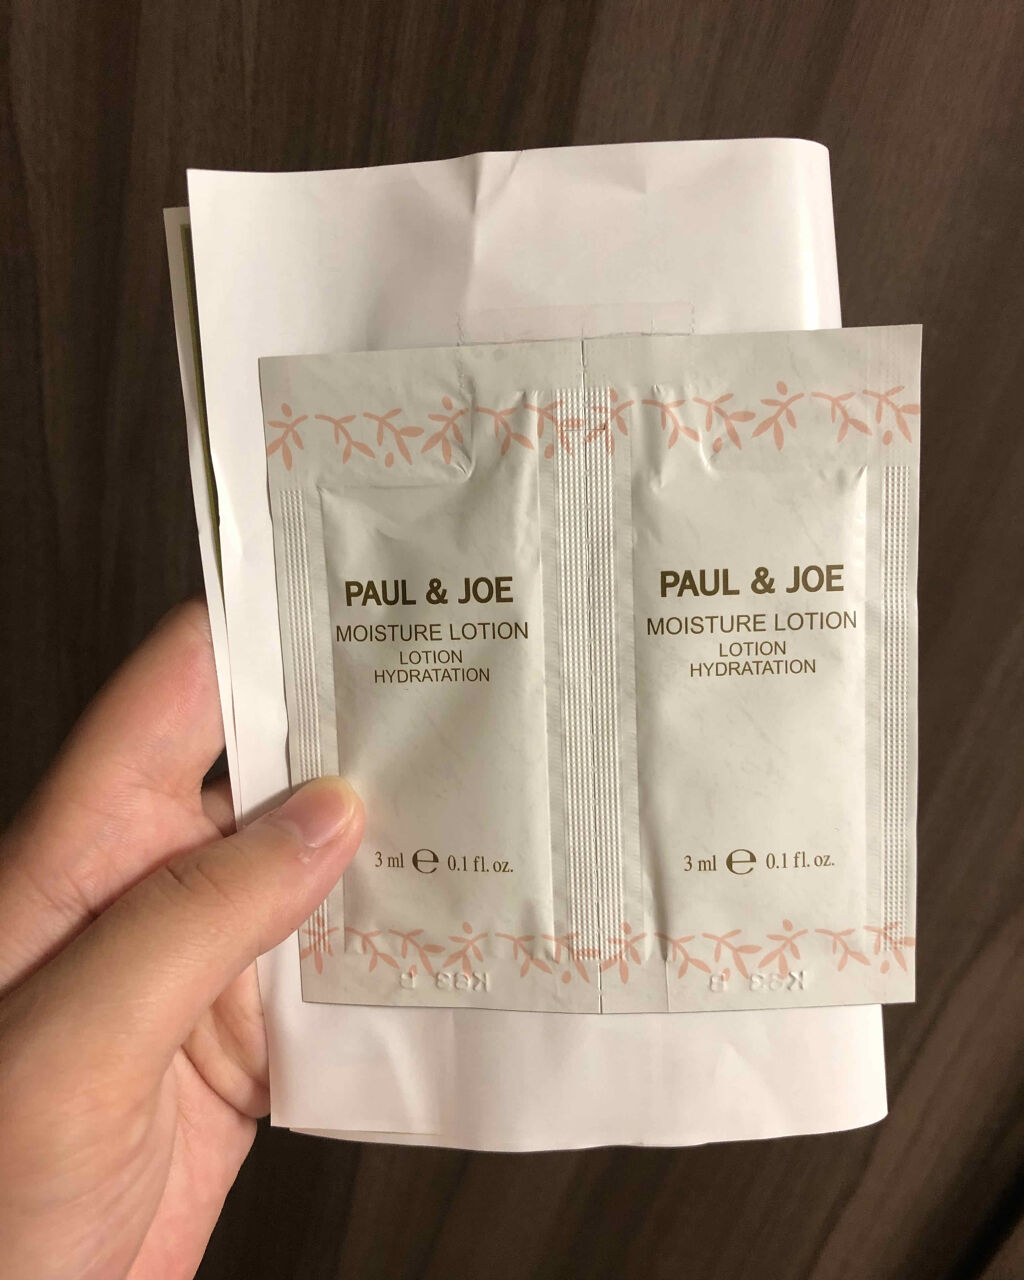 PAUL & JOE
MOISTURE LOTION
LOTION
HYDRATATION
3 ml ℮ 0.1 fl. oz.
PAUL & JOE
MOISTURE LOTION
LOTION
HYDRATATION
3 ml ℮ 0.1 fl. oz.